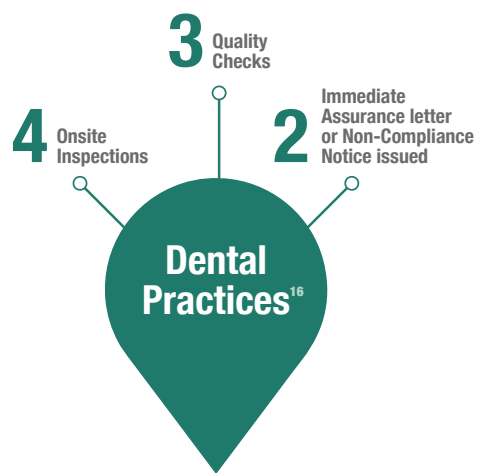 3 Quality
Checks
4 Onsite
Inspections
2 Immediate
Assurance letter
or Non-Compliance
Notice issued
Dental
Practices16